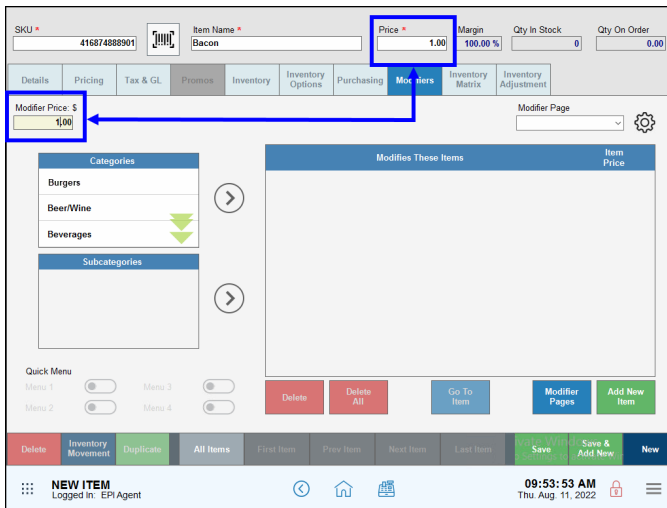 SKU * Item Name * Price * Margin Qty In Stock Qty On Order
416874888901 Bacon 1.00 100.00 % 0 0.00
Details Pricing Tax & GL Promos Inventory Inventory Options Purchasing Modifiers Inventory Matrix Inventory Adjustment
Modifier Price: $ Modifier Page
1.00
Categories Modifies These Items Item Price
Burgers
Beer/Wine
Beverages
Subcategories
Quick Menu
Menu 1 Menu 3
Menu 2 Menu 4
Delete Delete All Go To Item Modifier Pages Add New Item
Delete Inventory Movement Duplicate All Items First Item Prev Item Next Item Last Item Save Save & Add New New
NEW ITEM 09:53:53 AM
Logged In: EPI Agent Thu. Aug. 11, 2022